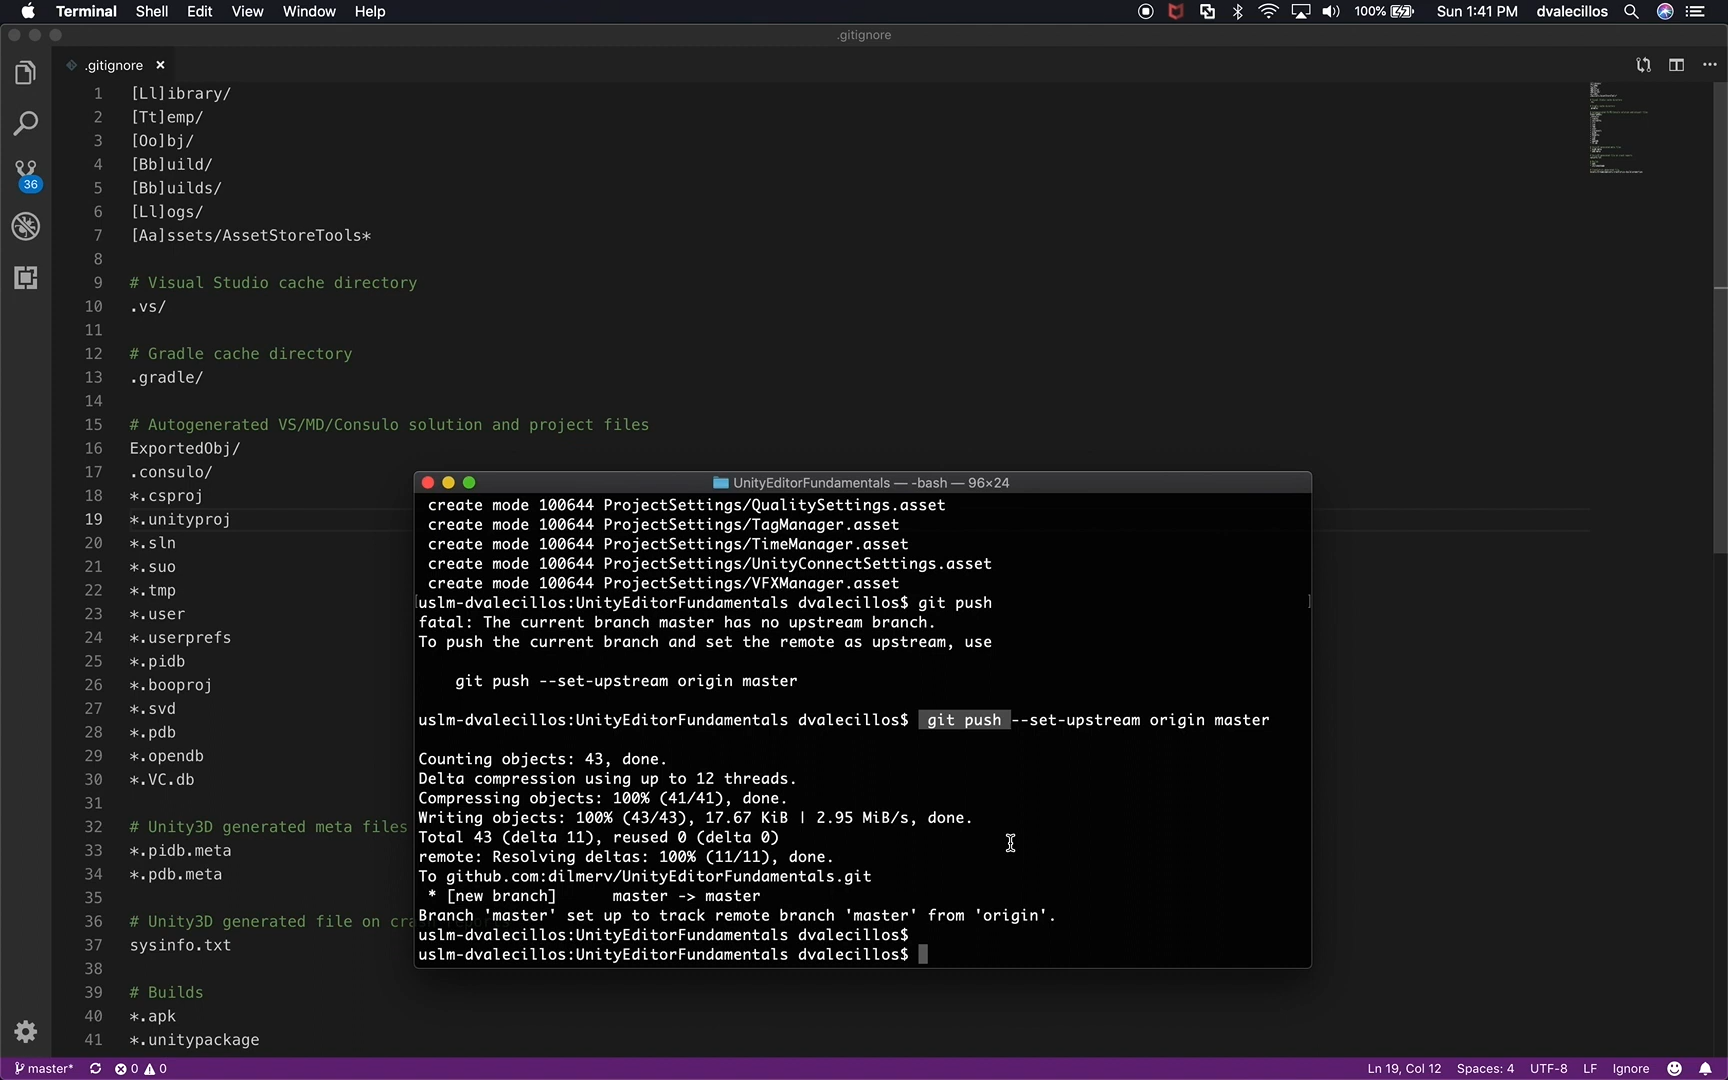 Terminal Shell Edit View Window Help 100% Sun 1:41 PM dvalecillos
.gitignore
.gitignore
36
1 [Ll]ibrary/
2 [Tt]emp/
3 [Oo]bj/
4 [Bb]uild/
5 [Bb]uilds/
6 [Ll]ogs/
7 [Aa]ssets/AssetStoreTools*
8
9 # Visual Studio cache directory
10 .vs/
11
12 # Gradle cache directory
13 .gradle/
14
15 # Autogenerated VS/MD/Consulo solution and project files
16 ExportedObj/
17 .consulo/
18 *.csproj
19 *.unityproj
20 *.sln
21 *.suo
22 *.tmp
23 *.user
24 *.userprefs
25 *.pidb
26 *.booproj
27 *.svd
28 *.pdb
29 *.opendb
30 *.VC.db
31
32 # Unity3D generated meta files
33 *.pidb.meta
34 *.pdb.meta
35
36 # Unity3D generated file on cra
37 sysinfo.txt
38
39 # Builds
40 *.apk
41 *.unitypackage
UnityEditorFundamentals — -bash — 96×24
create mode 100644 ProjectSettings/QualitySettings.asset
create mode 100644 ProjectSettings/TagManager.asset
create mode 100644 ProjectSettings/TimeManager.asset
create mode 100644 ProjectSettings/UnityConnectSettings.asset
create mode 100644 ProjectSettings/VFXManager.asset
[uslm-dvalecillos:UnityEditorFundamentals dvalecillos$ git push ]
fatal: The current branch master has no upstream branch.
To push the current branch and set the remote as upstream, use
git push --set-upstream origin master
uslm-dvalecillos:UnityEditorFundamentals dvalecillos$ git push --set-upstream origin master
Counting objects: 43, done.
Delta compression using up to 12 threads.
Compressing objects: 100% (41/41), done.
Writing objects: 100% (43/43), 17.67 KiB | 2.95 MiB/s, done.
Total 43 (delta 11), reused 0 (delta 0)
remote: Resolving deltas: 100% (11/11), done.
To github.com:dilmerv/UnityEditorFundamentals.git
* [new branch] master -> master
Branch 'master' set up to track remote branch 'master' from 'origin'.
uslm-dvalecillos:UnityEditorFundamentals dvalecillos$
uslm-dvalecillos:UnityEditorFundamentals dvalecillos$
master* 0 0 Ln 19, Col 12 Spaces: 4 UTF-8 LF Ignore